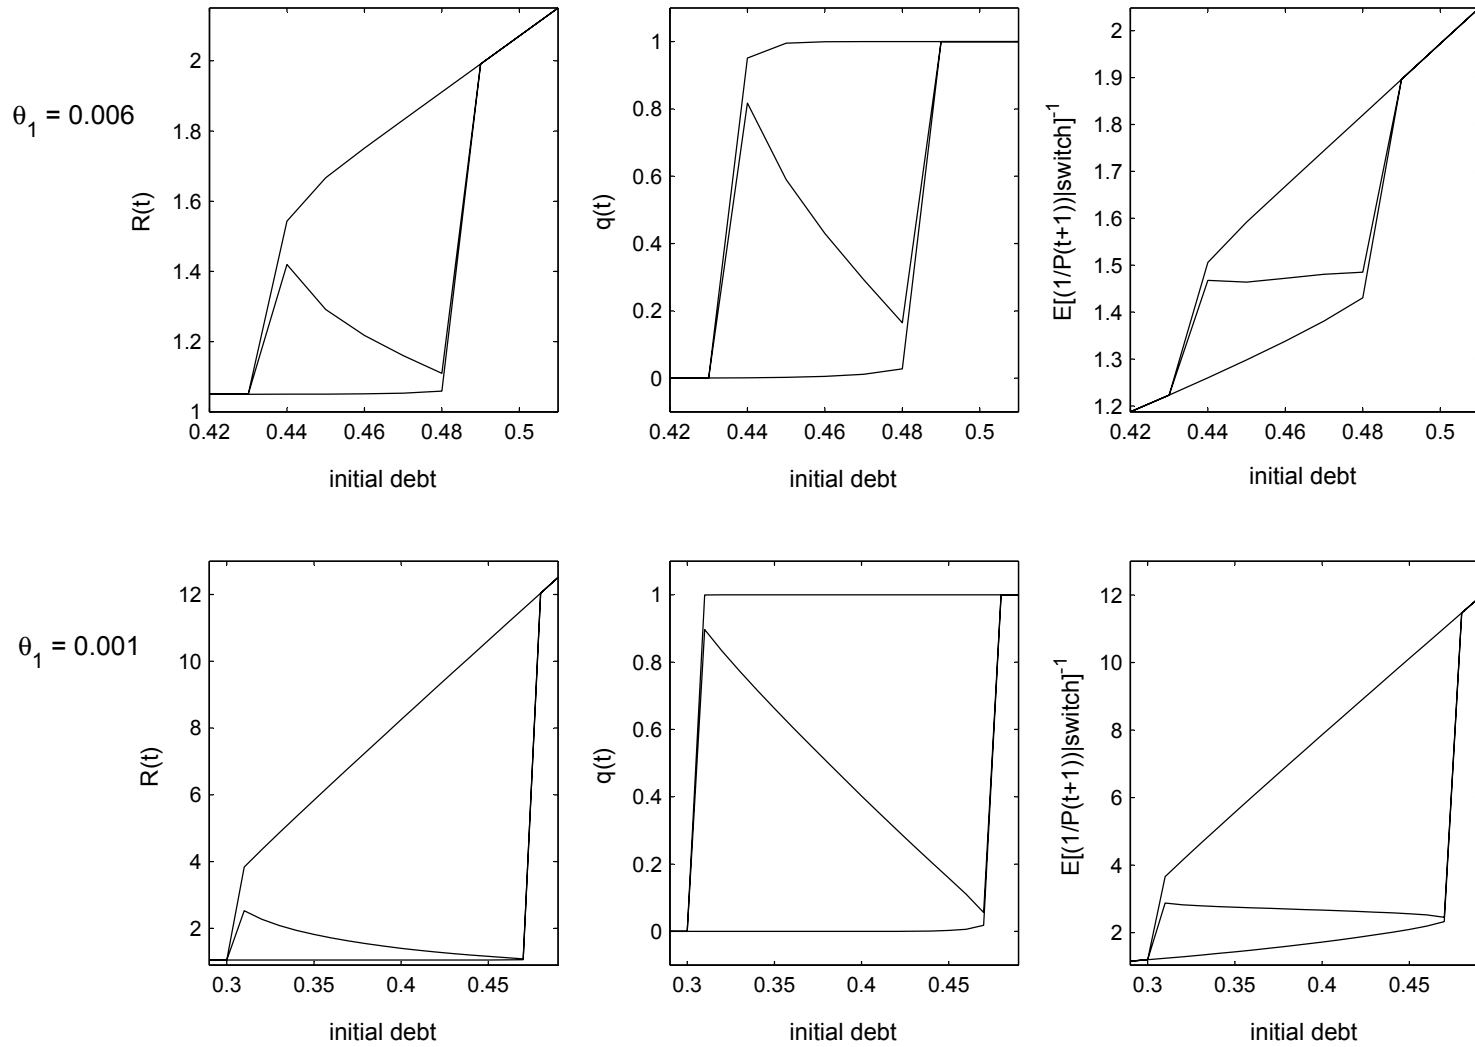 θ1 = 0.006
R(t)
2
1.8
1.6
1.4
1.2
1
0.42 0.44 0.46 0.48 0.5
initial debt
q(t)
1
0.8
0.6
0.4
0.2
0
0.42 0.44 0.46 0.48 0.5
initial debt
E[(1/P(t+1))|switch]-1
2
1.9
1.8
1.7
1.6
1.5
1.4
1.3
1.2
0.42 0.44 0.46 0.48 0.5
initial debt
θ1 = 0.001
R(t)
12
10
8
6
4
2
0.3 0.35 0.4 0.45
initial debt
q(t)
1
0.8
0.6
0.4
0.2
0
0.3 0.35 0.4 0.45
initial debt
E[(1/P(t+1))|switch]-1
12
10
8
6
4
2
0.3 0.35 0.4 0.45
initial debt